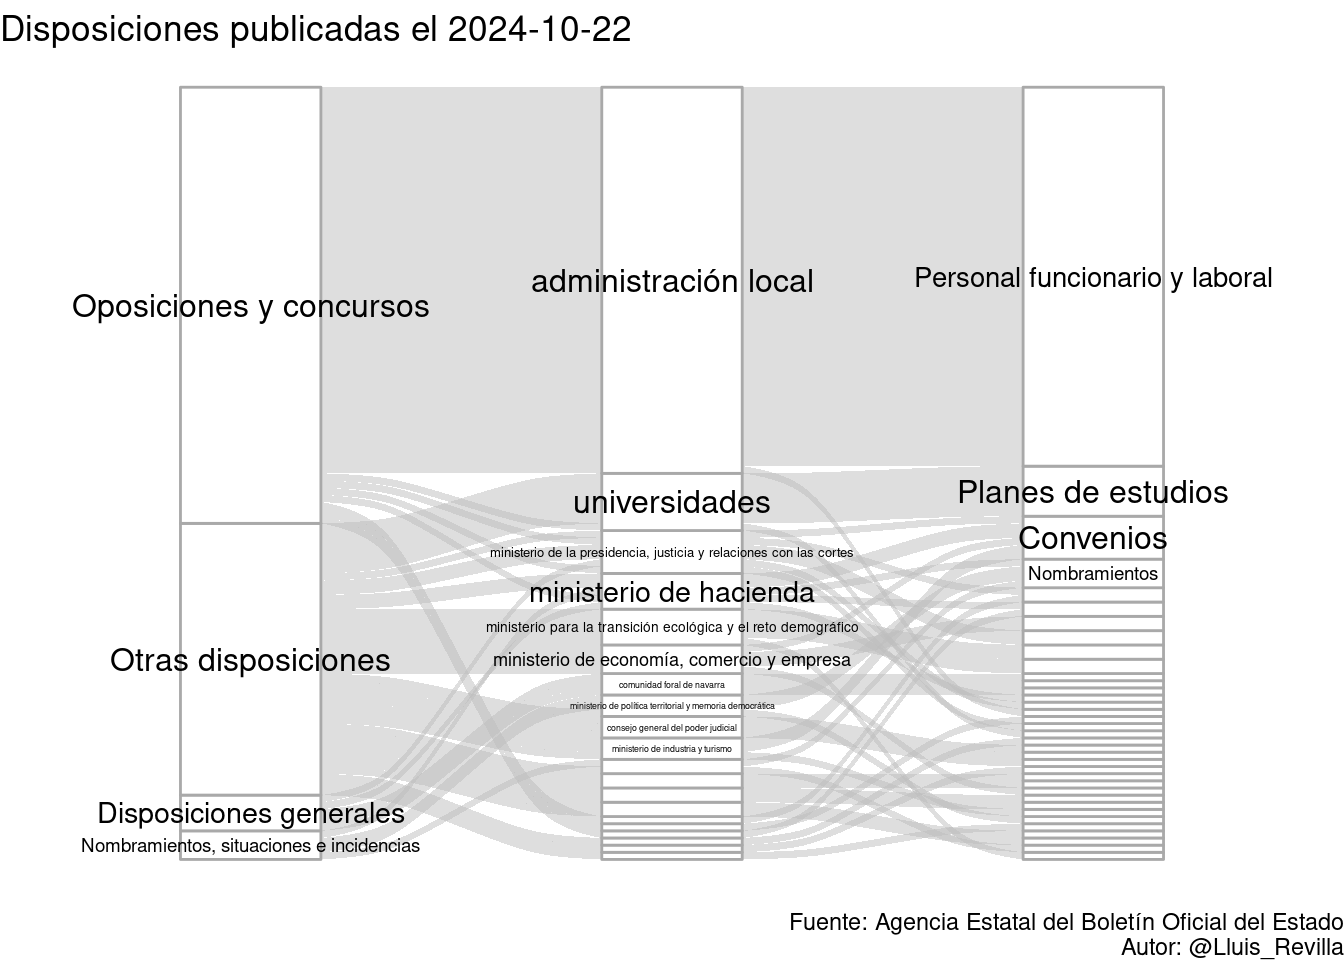 Disposiciones publicadas el 2024-10-22
Oposiciones y concursos
Otras disposiciones
Disposiciones generales
Nombramientos, situaciones e incidencias
administración local
universidades
ministerio de la presidencia, justicia y relaciones con las cortes
ministerio de hacienda
ministerio para la transición ecológica y el reto demográfico
ministerio de economía, comercio y empresa
comunidad foral de navarra
ministerio de política territorial y memoria democrática
consejo general del poder judicial
ministerio de industria y turismo
Personal funcionario y laboral
Planes de estudios
Convenios
Nombramientos
Fuente: Agencia Estatal del Boletín Oficial del Estado
Autor: @Lluis_Revilla